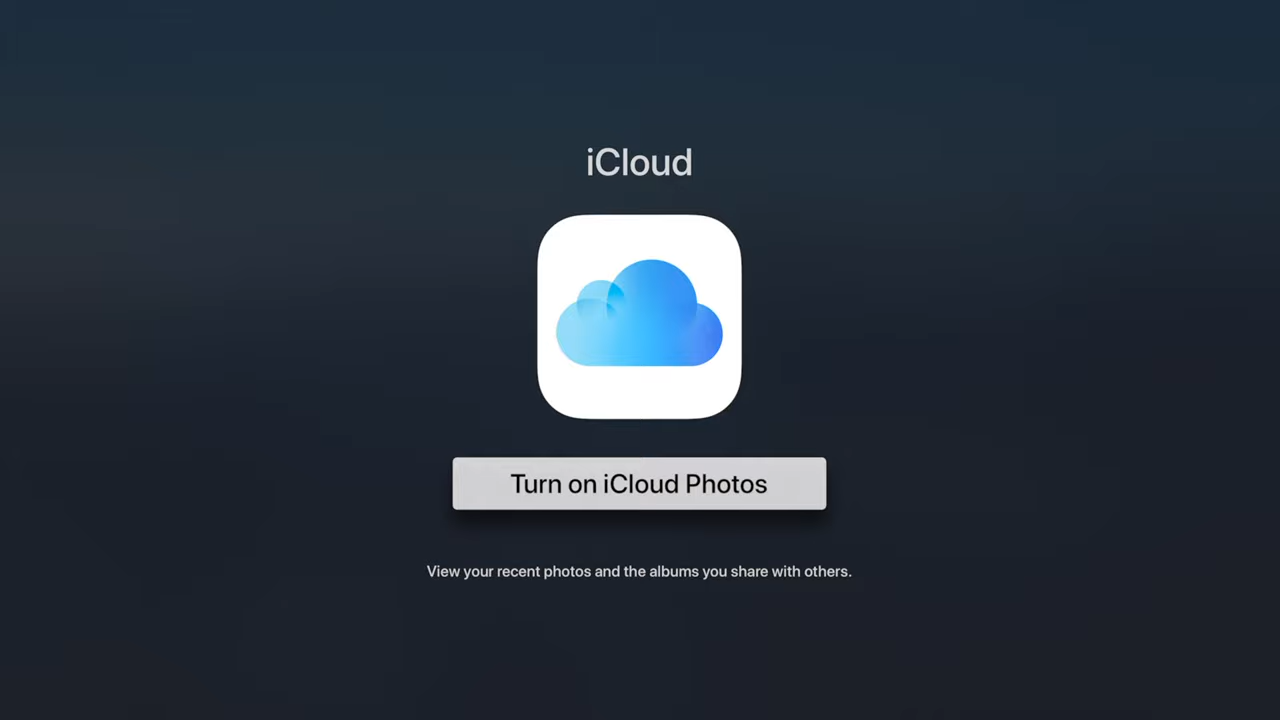 iCloud
Turn on iCloud Photos
View your recent photos and the albums you share with others.